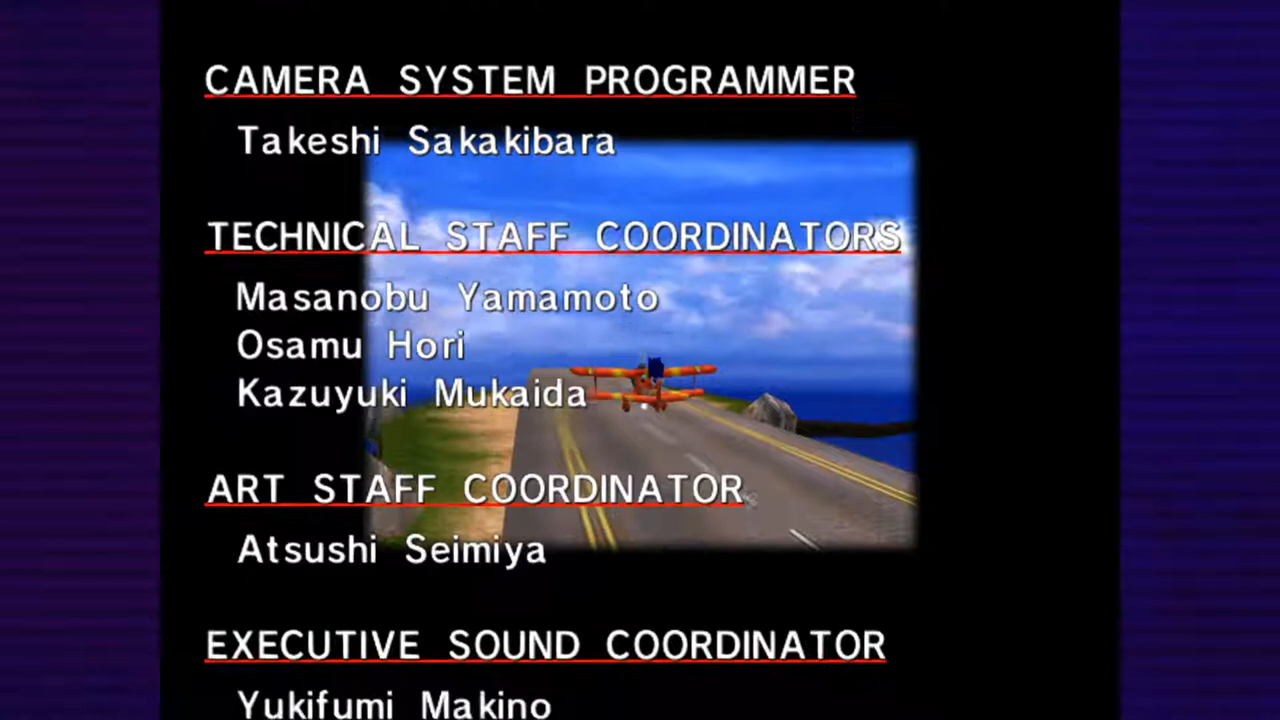 CAMERA SYSTEM PROGRAMMER
Takeshi Sakakibara
TECHNICAL STAFF COORDINATORS
Masanobu Yamamoto
Osamu Hori
Kazuyuki Mukaida
ART STAFF COORDINATOR
Atsushi Seimiya
EXECUTIVE SOUND COORDINATOR
Yukifumi Makino